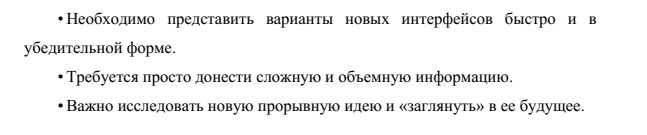 • Необходимо представить варианты новых интерфейсов быстро и в
убедительной форме.
• Требуется просто донести сложную и объемную информацию.
• Важно исследовать новую прорывную идею и «заглянуть» в ее будущее.